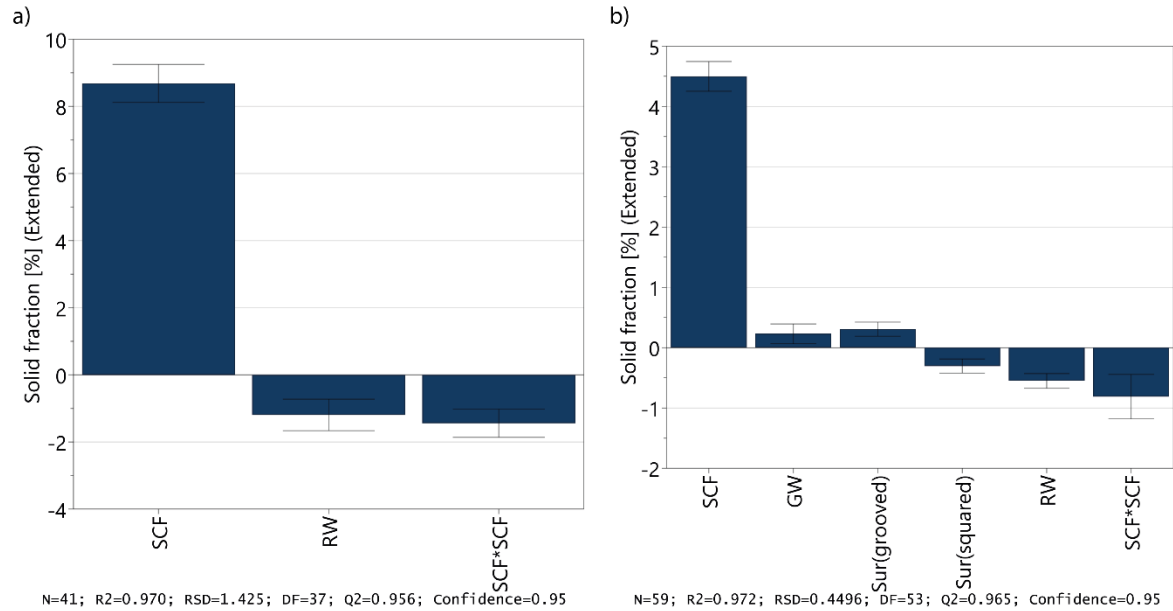 a)
Solid fraction [%] (Extended)
10
8
6
4
2
0
-2
-4
SCF
RW
SCF*SCF
N=41; R2=0.970; RSD=1.425; DF=37; Q2=0.956; Confidence=0.95
b)
Solid fraction [%] (Extended)
5
4
3
2
1
0
-1
-2
SCF
GW
Sur(grooved)
Sur(squared)
RW
SCF*SCF
N=59; R2=0.972; RSD=0.4496; DF=53; Q2=0.965; Confidence=0.95